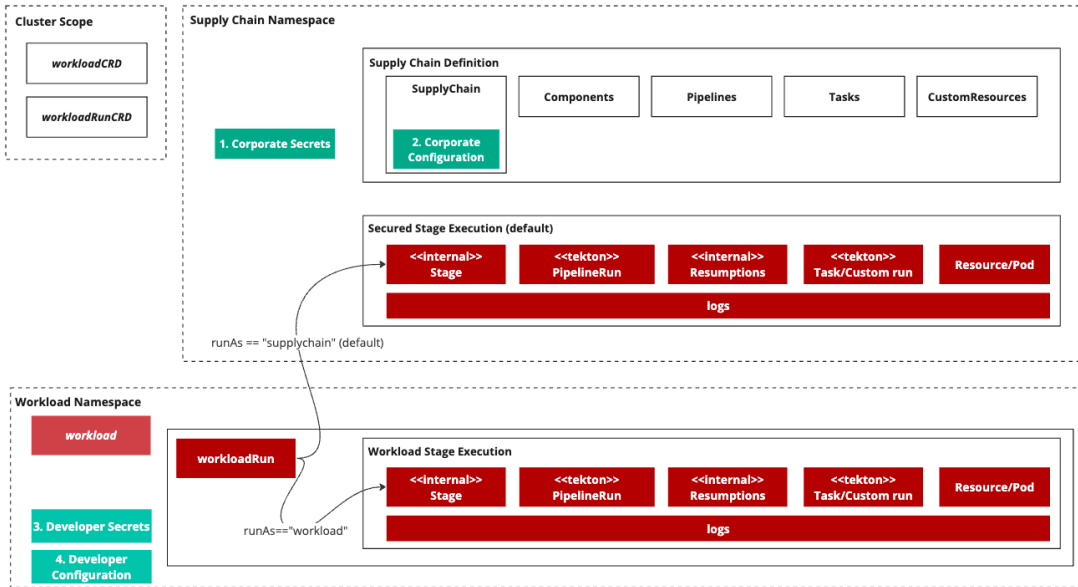 Cluster Scope
workloadCRD
workloadRunCRD
Supply Chain Namespace
Supply Chain Definition
SupplyChain
2. Corporate
Configuration
Components
Pipelines
Tasks
CustomResources
1. Corporate Secrets
Secured Stage Execution (default)
<<internal>>
Stage
<<tekton>>
PipelineRun
<<internal>>
Resumptions
<<tekton>>
Task/Custom run
Resource/Pod
logs
runAs == "supplychain" (default)
Workload Namespace
workload
workloadRun
3. Developer Secrets
4. Developer
Configuration
runAs=="workload"
Workload Stage Execution
<<internal>>
Stage
<<tekton>>
PipelineRun
<<internal>>
Resumptions
<<tekton>>
Task/Custom run
Resource/Pod
logs